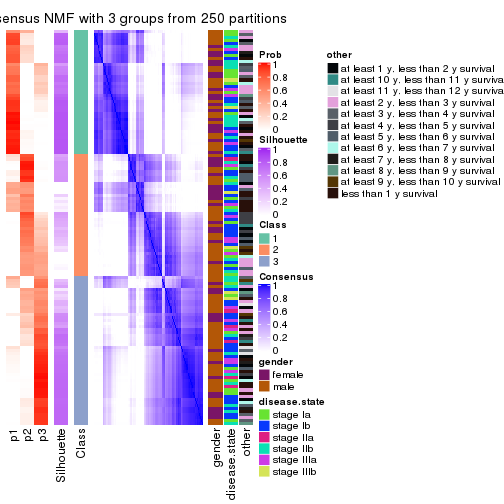 sensus NMF with 3 groups from 250 partitions
Prob
1
0.8
0.6
0.4
0.2
0
Silhouette
1
0.8
0.6
0.4
0.2
0
Class
1
2
3
Consensus
1
0.8
0.6
0.4
0.2
0
gender
female
male
disease.state
stage Ia
stage Ib
stage IIa
stage IIb
stage IIIa
stage IIIb
other
at least 1 y. less than 2 y survival
at least 10 y. less than 11 y surviva
at least 11 y. less than 12 y surviva
at least 2 y. less than 3 y survival
at least 3 y. less than 4 y survival
at least 4 y. less than 5 y survival
at least 5 y. less than 6 y survival
at least 6 y. less than 7 y survival
at least 7 y. less than 8 y survival
at least 8 y. less than 9 y survival
at least 9 y. less than 10 y survival
less than 1 y survival
p1
p2
p3
Silhouette
Class
gender
disease.state
other